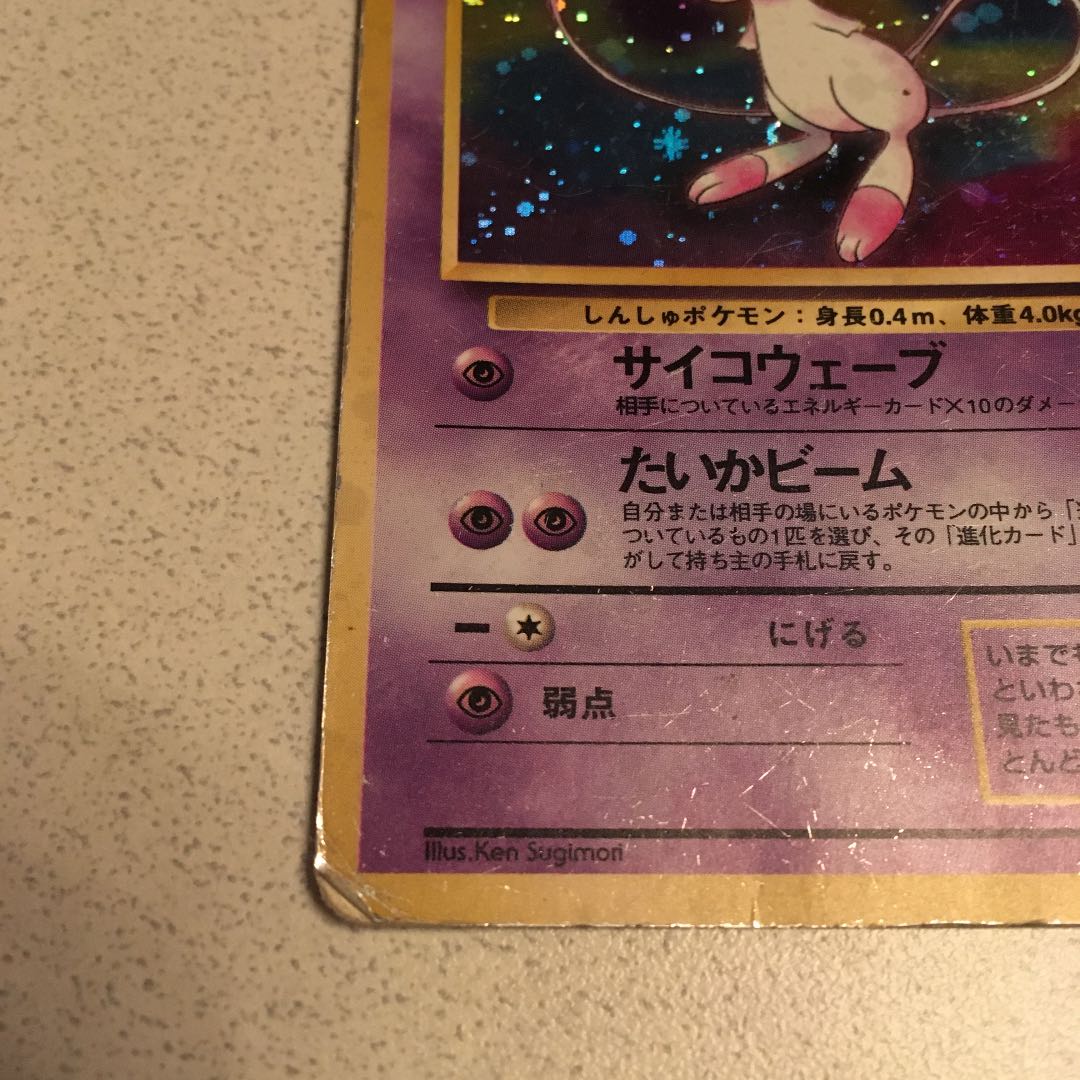 しんしゅポケモン：身長0.4m、体重4.0kg
サイコウェーブ
相手についているエネルギーカード×10のダメー
たいかビーム
自分または相手の場にいるポケモンの中から「
ついているもの1匹を選び、その「進化カード」
がして持ち主の手札に戻す。
にげる
弱点
いまでも
といわ
見たも
とんど
Illus.Ken Sugimori